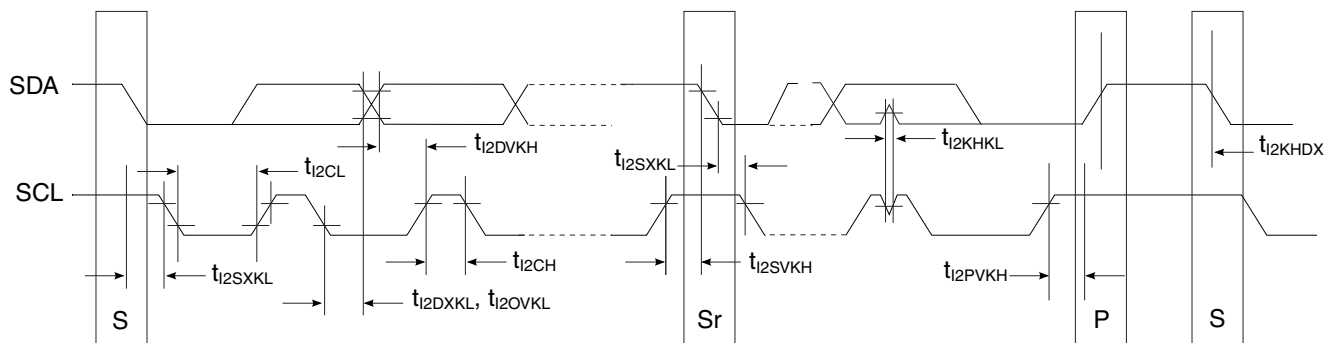 SDA
tI2DVKH
tI2KHKL
tI2CL
tI2SXKL
tI2KHDX
SCL
tI2SXKL
tI2CH
tI2SVKH
tI2PVKH
tI2DXKL, tI2OVKL
S
Sr
P
S